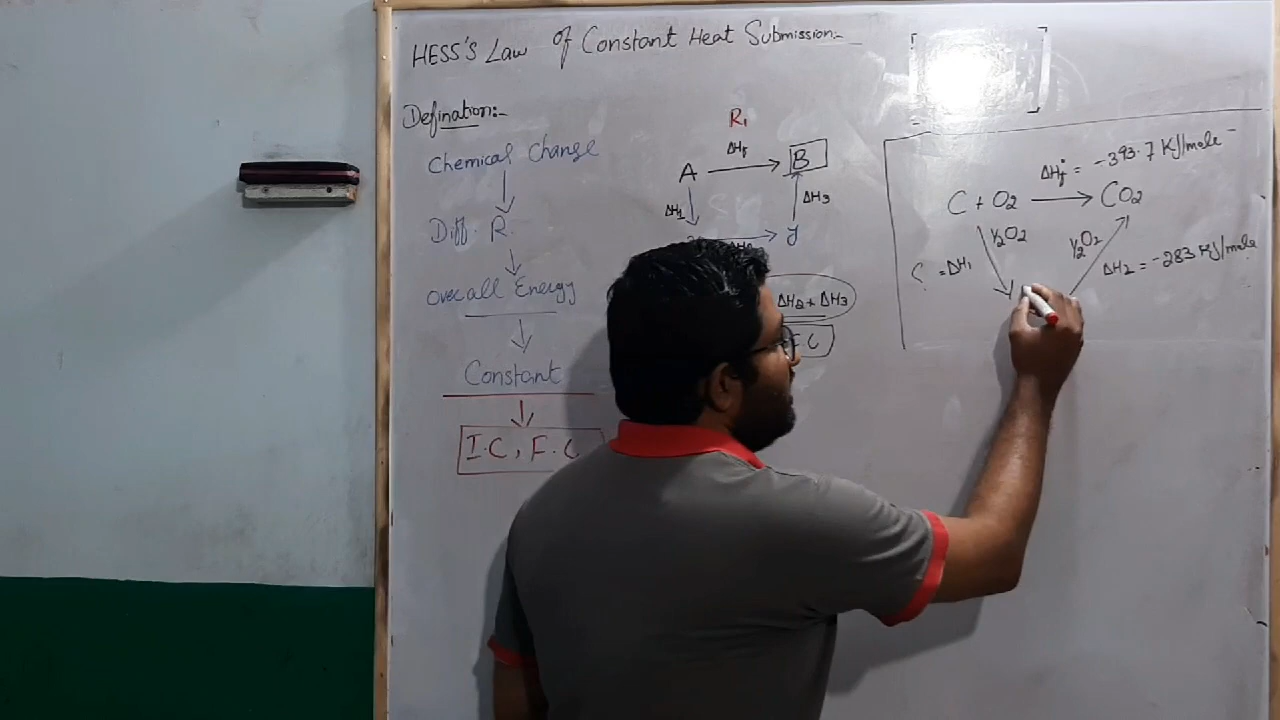 HESS'S Law of Constant Heat Submission:-
Defination:-
Chemical Change
Diff. R.
Overall Energy
Constant
I.C, F.C
R₁
ΔHf
A → B
ΔH₁
ΔH₃
y
ΔH₂ + ΔH₃
ΔHf° = -393.7 KJ/mole
C + O₂ → CO₂
½O₂
½O₂
= ΔH₁
ΔH₂ = -283 KJ/mole